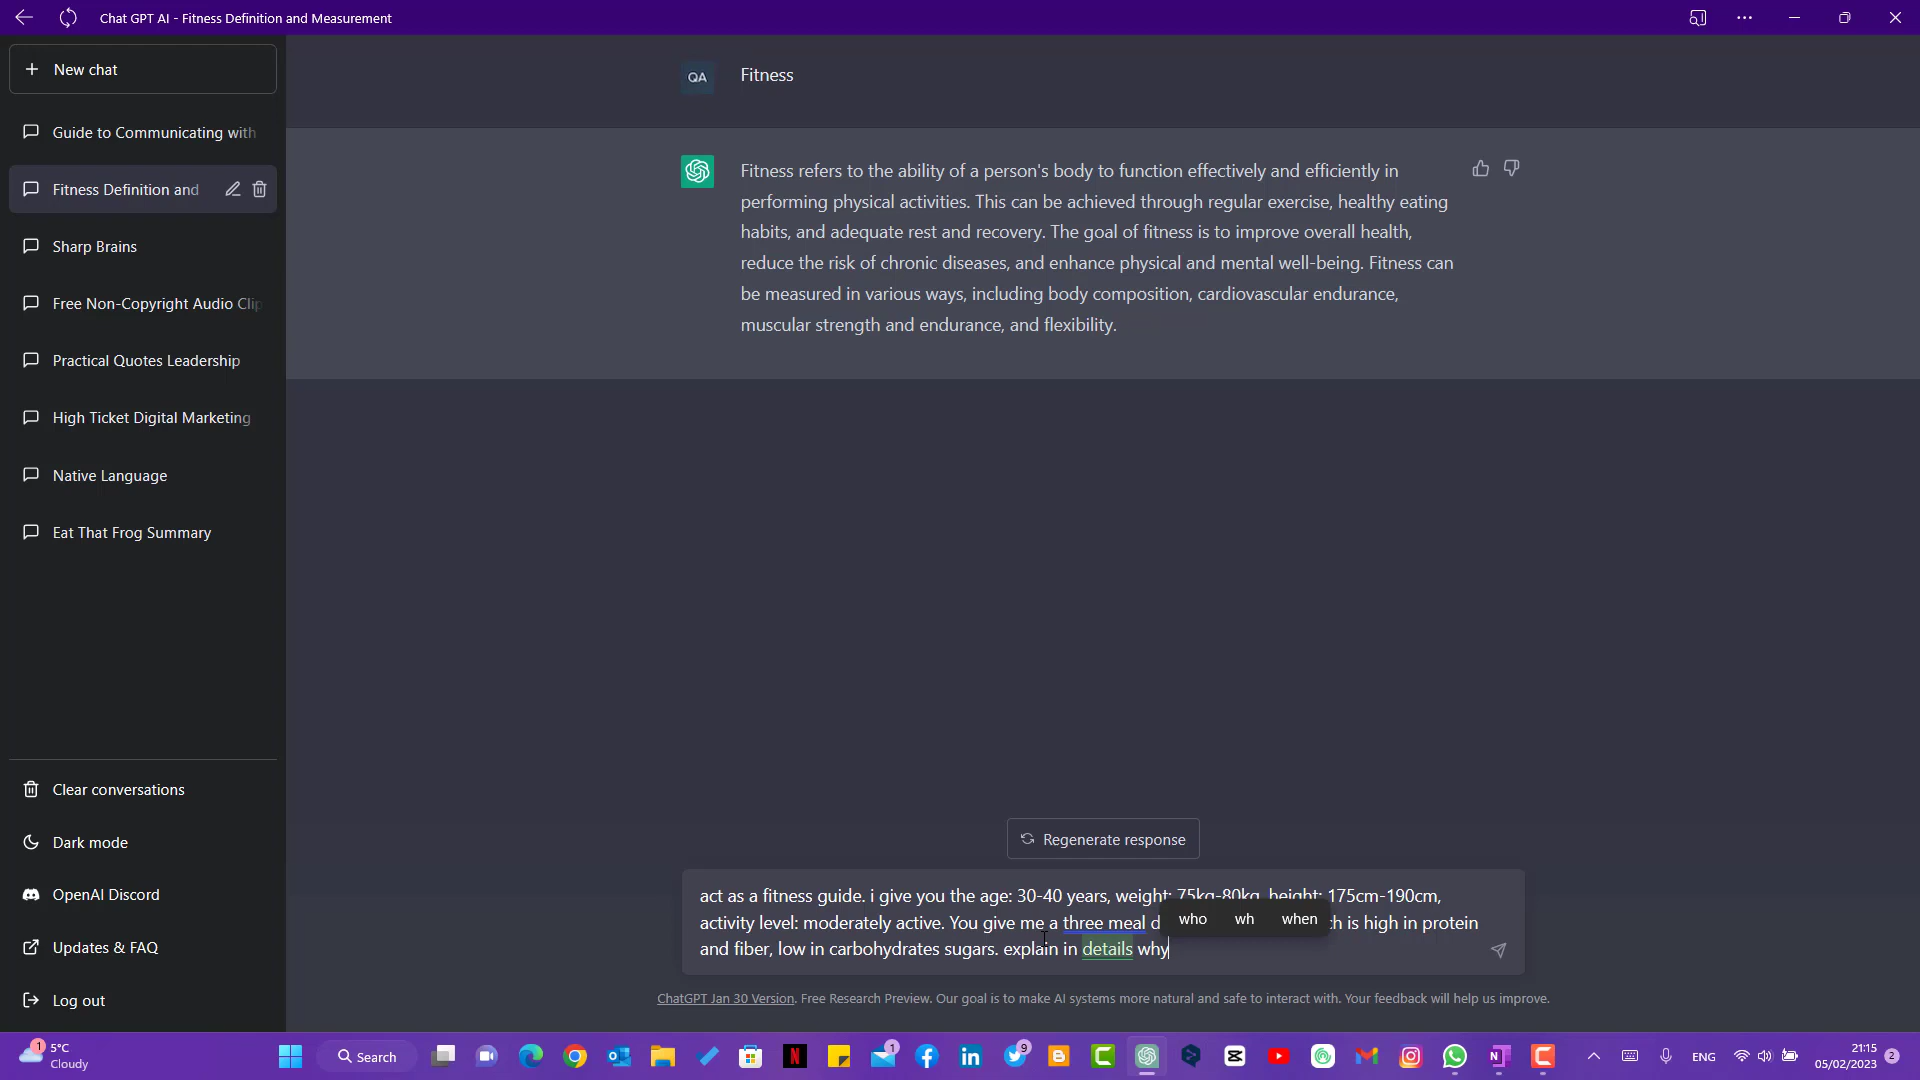 Chat GPT AI - Fitness Definition and Measurement
New chat
Guide to Communicating with
Fitness Definition and
Sharp Brains
Free Non-Copyright Audio Clip
Practical Quotes Leadership
High Ticket Digital Marketing
Native Language
Eat That Frog Summary
Clear conversations
Dark mode
OpenAI Discord
Updates & FAQ
Log out
QA
Fitness
Fitness refers to the ability of a person's body to function effectively and efficiently in
performing physical activities. This can be achieved through regular exercise, healthy eating
habits, and adequate rest and recovery. The goal of fitness is to improve overall health,
reduce the risk of chronic diseases, and enhance physical and mental well-being. Fitness can
be measured in various ways, including body composition, cardiovascular endurance,
muscular strength and endurance, and flexibility.
Regenerate response
act as a fitness guide. i give you the age: 30-40 years, weight: 75kg-80kg, height: 175cm-190cm,
activity level: moderately active. You give me a three meal is high in protein
who wh when
and fiber, low in carbohydrates sugars. explain in details why
ChatGPT Jan 30 Version. Free Research Preview. Our goal is to make AI systems more natural and safe to interact with. Your feedback will help us improve.
1
5°C
Cloudy
Search
1
9
ENG
21:15
05/02/2023
2